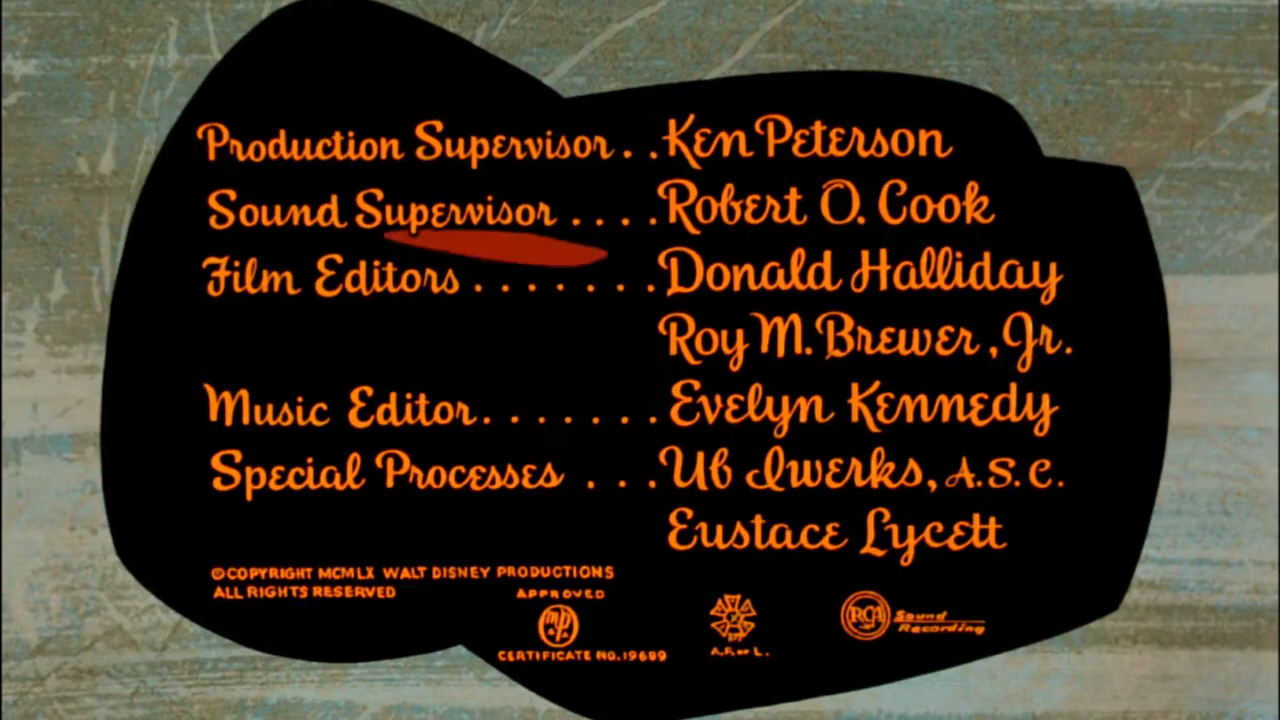 Production Supervisor . . Ken Peterson
Sound Supervisor . . . . Robert O. Cook
Film Editors . . . . . . . Donald Halliday
Roy M. Brewer, Jr.
Music Editor . . . . . . . Evelyn Kennedy
Special Processes . . . Ub Iwerks, A.S.C.
Eustace Lycett
©COPYRIGHT MCMLX WALT DISNEY PRODUCTIONS
ALL RIGHTS RESERVED
APPROVED
MP
CERTIFICATE NO. 19689
A.F. of L.
RCA Sound Recording